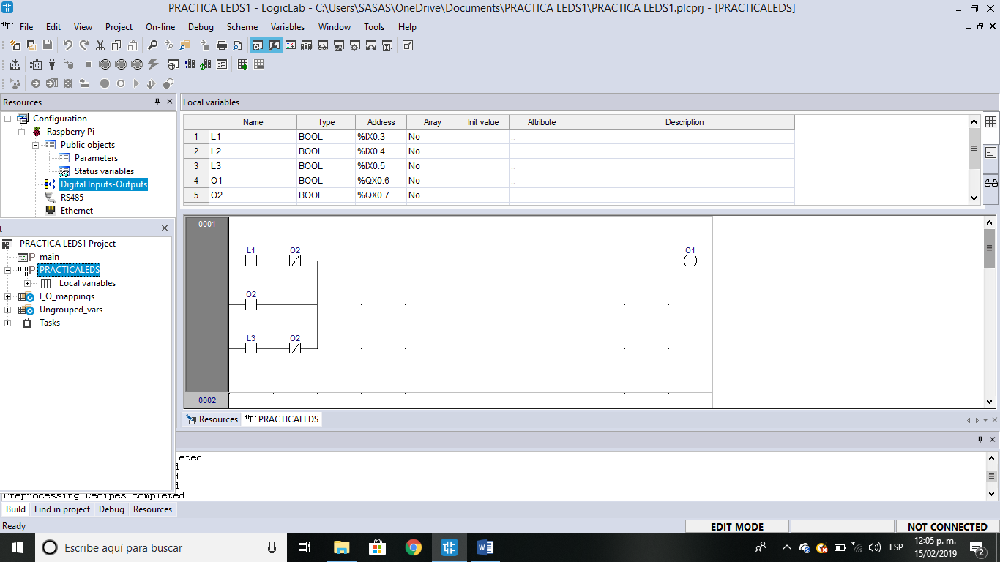 PRACTICA LEDS1 - LogicLab - C:\Users\SASAS\OneDrive\Documents\PRACTICA LEDS1\PRACTICA LEDS1.plcprj - [PRACTICALEDS]
File Edit View Project On-line Debug Scheme Variables Window Tools Help
Resources
Configuration
Raspberry Pi
Public objects
Parameters
Status variables
Digital Inputs-Outputs
RS485
Ethernet
t
PRACTICA LEDS1 Project
main
PRACTICALEDS
Local variables
I_O_mappings
Ungrouped_vars
Tasks
Local variables
Name Type Address Array Init value Attribute Description
1 L1 BOOL %IX0.3 No ..
2 L2 BOOL %IX0.4 No ..
3 L3 BOOL %IX0.5 No ..
4 O1 BOOL %QX0.6 No ..
5 O2 BOOL %QX0.7 No ..
0001
L1 O2 O1
O2
L3 O2
0002
Resources PRACTICALEDS
leted.
d.
d.
d.
Preprocessing Recipes completed.
Build Find in project Debug Resources
Ready EDIT MODE ---- NOT CONNECTED
Escribe aquí para buscar
ESP
12:05 p. m.
15/02/2019
2